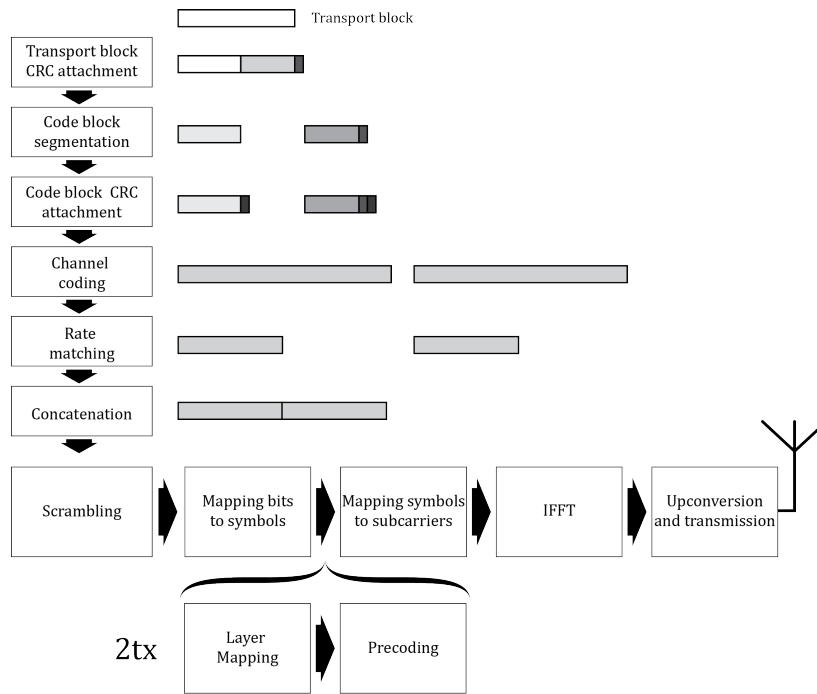 Transport block
Transport block
CRC attachment
Code block
segmentation
Code block CRC
attachment
Channel
coding
Rate
matching
Concatenation
Scrambling
Mapping bits
to symbols
Mapping symbols
to subcarriers
IFFT
Upconversion
and transmission
2tx
Layer
Mapping
Precoding